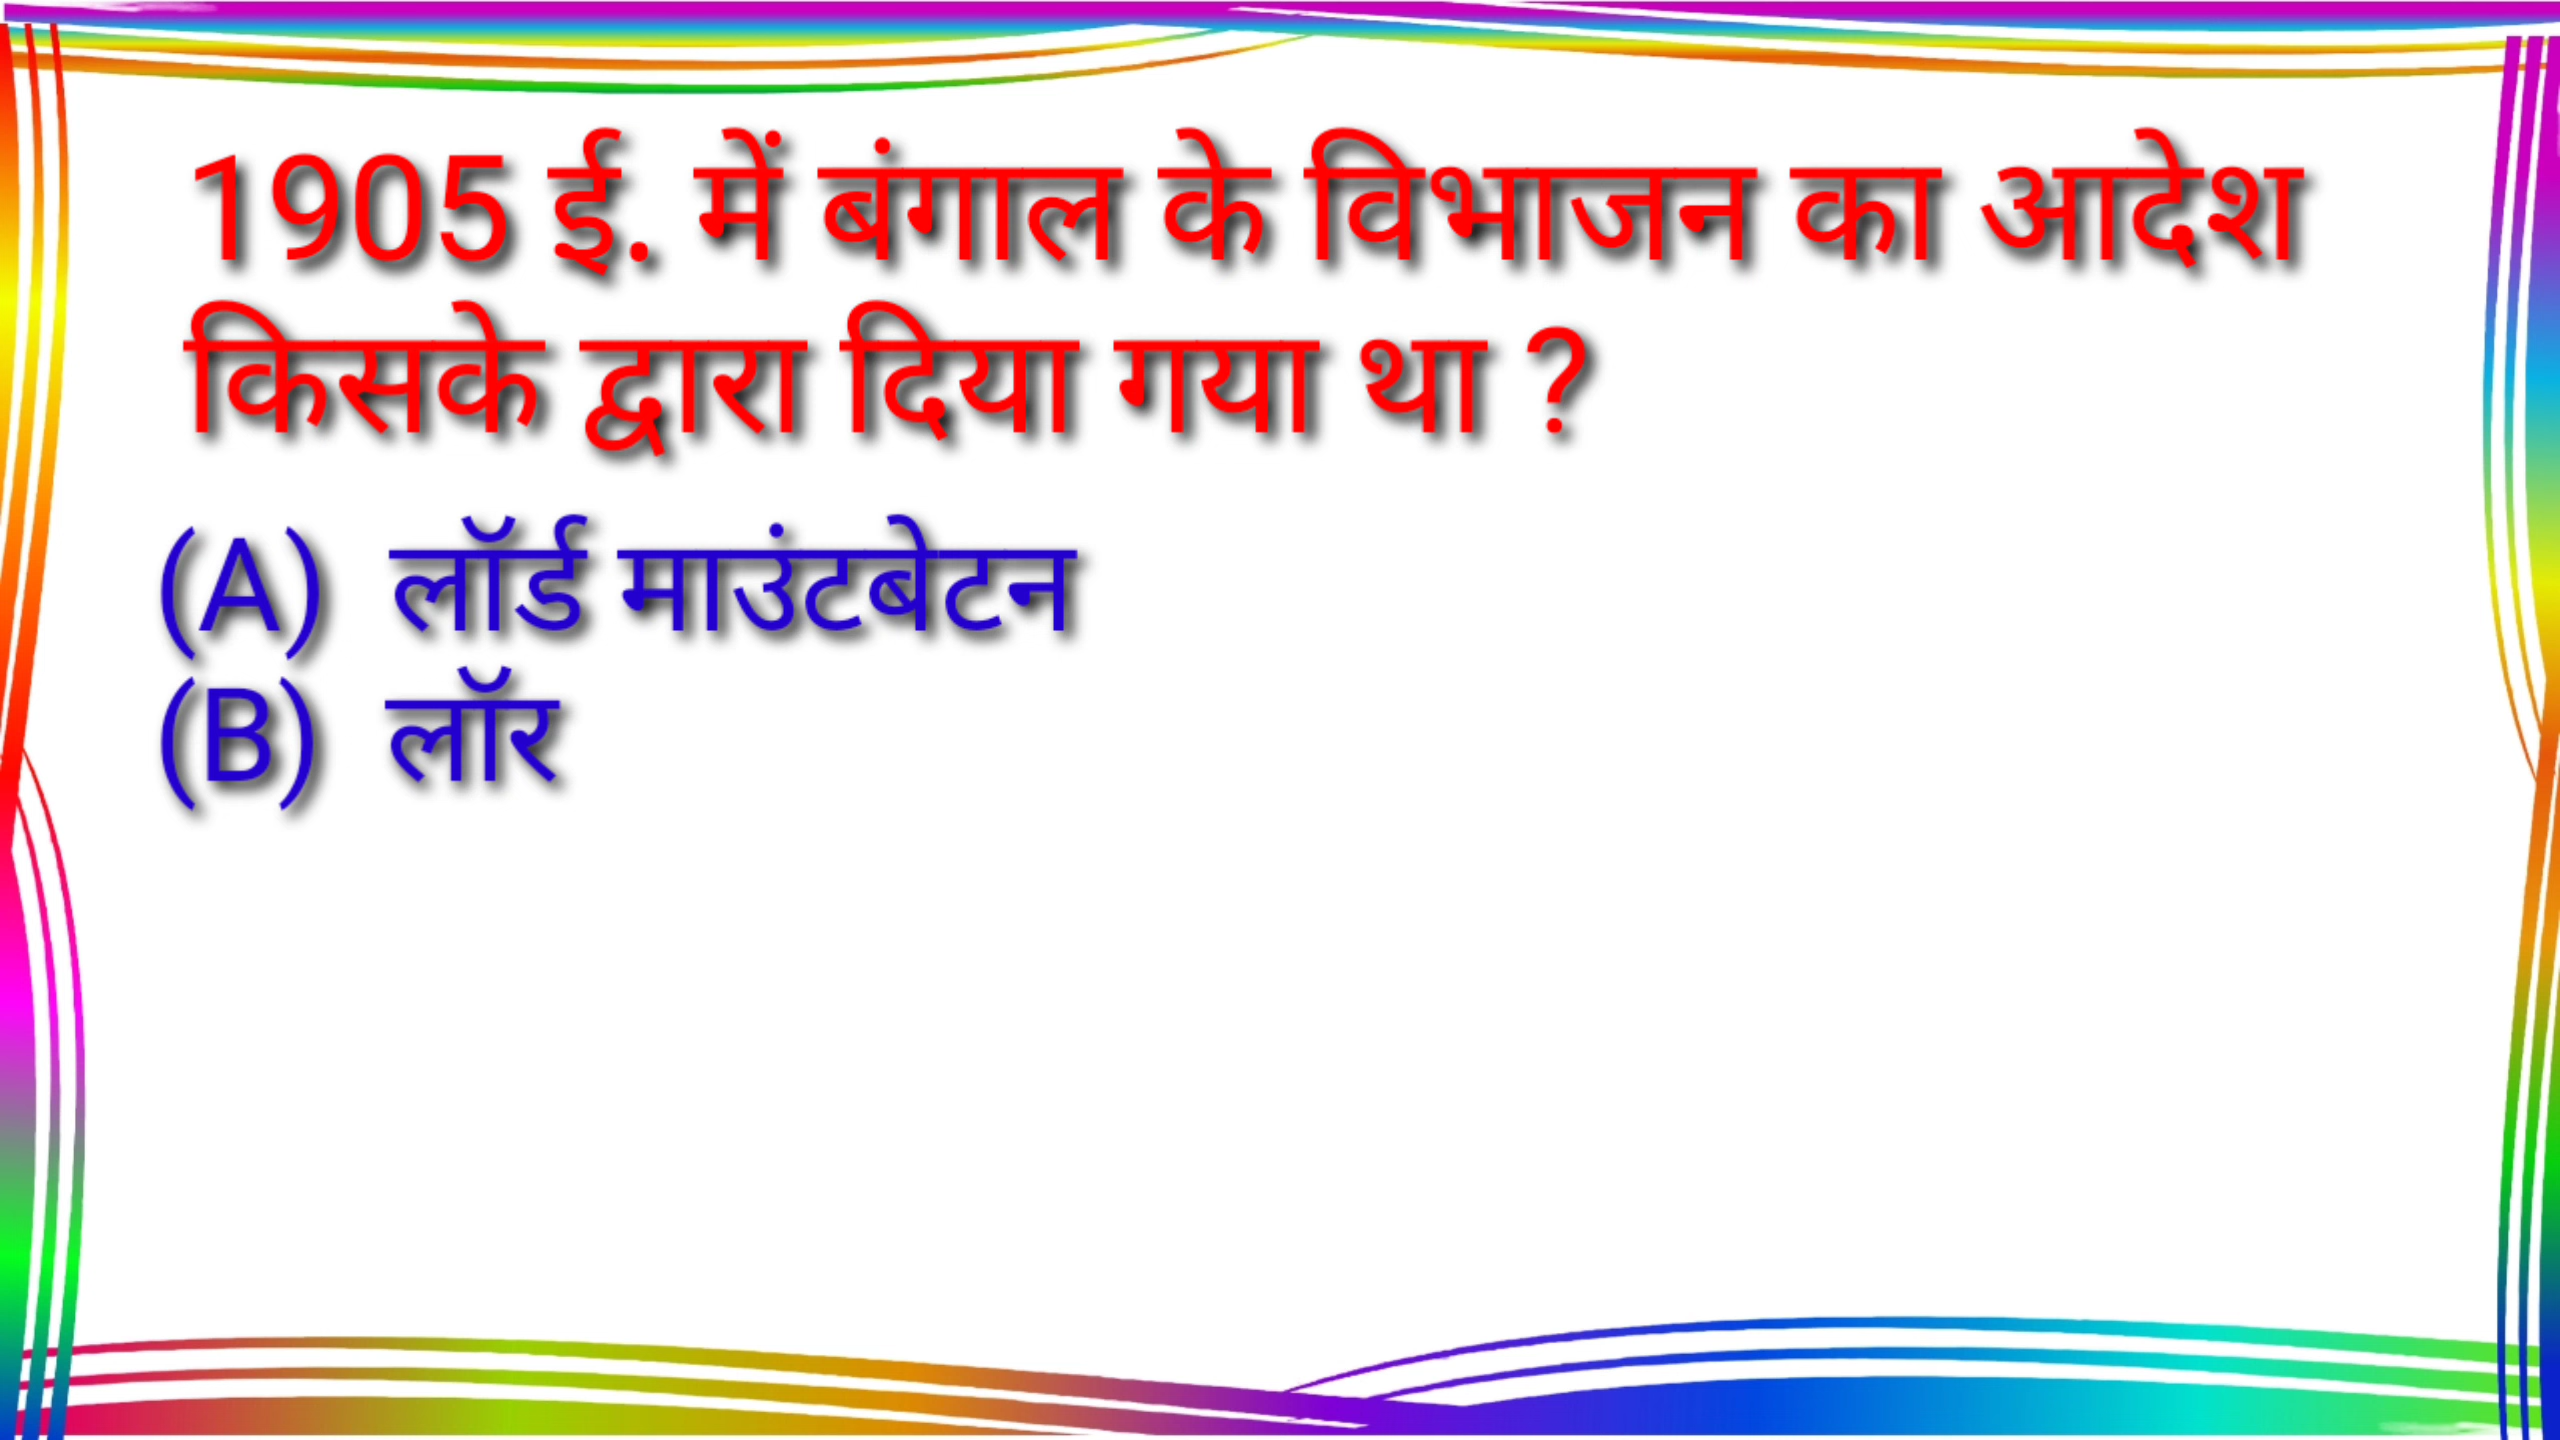 1905 ई. में बंगाल के विभाजन का आदेश
किसके द्वारा दिया गया था ?
(A) लॉर्ड माउंटबेटन
(B) लॉर